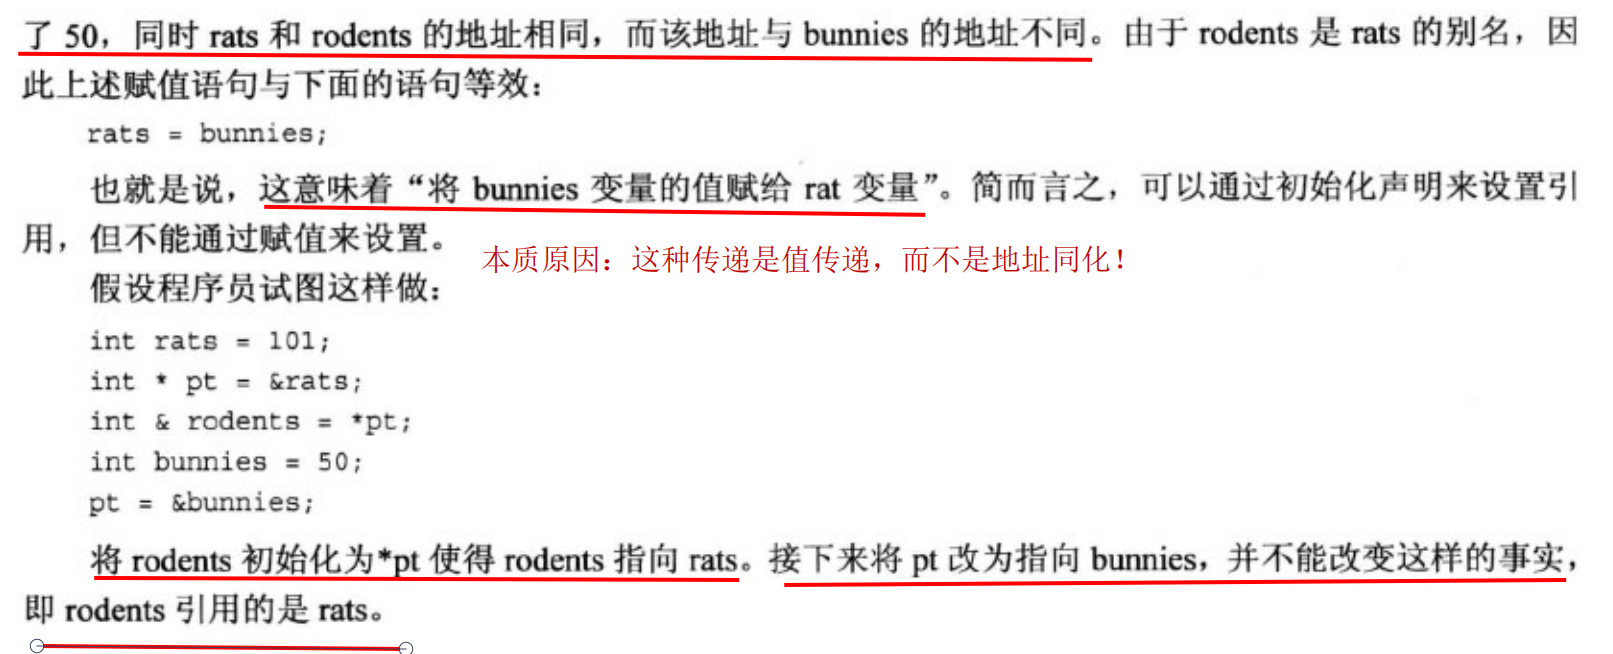 了 50，同时 rats 和 rodents 的地址相同，而该地址与 bunnies 的地址不同。由于 rodents 是 rats 的别名，因
此上述赋值语句与下面的语句等效：
rats = bunnies;
也就是说，这意味着“将 bunnies 变量的值赋给 rat 变量”。简而言之，可以通过初始化声明来设置引
用，但不能通过赋值来设置。
本质原因：这种传递是值传递，而不是地址同化！
假设程序员试图这样做：
int rats = 101;
int * pt = &rats;
int & rodents = *pt;
int bunnies = 50;
pt = &bunnies;
将 rodents 初始化为*pt 使得 rodents 指向 rats。接下来将 pt 改为指向 bunnies，并不能改变这样的事实，
即 rodents 引用的是 rats。